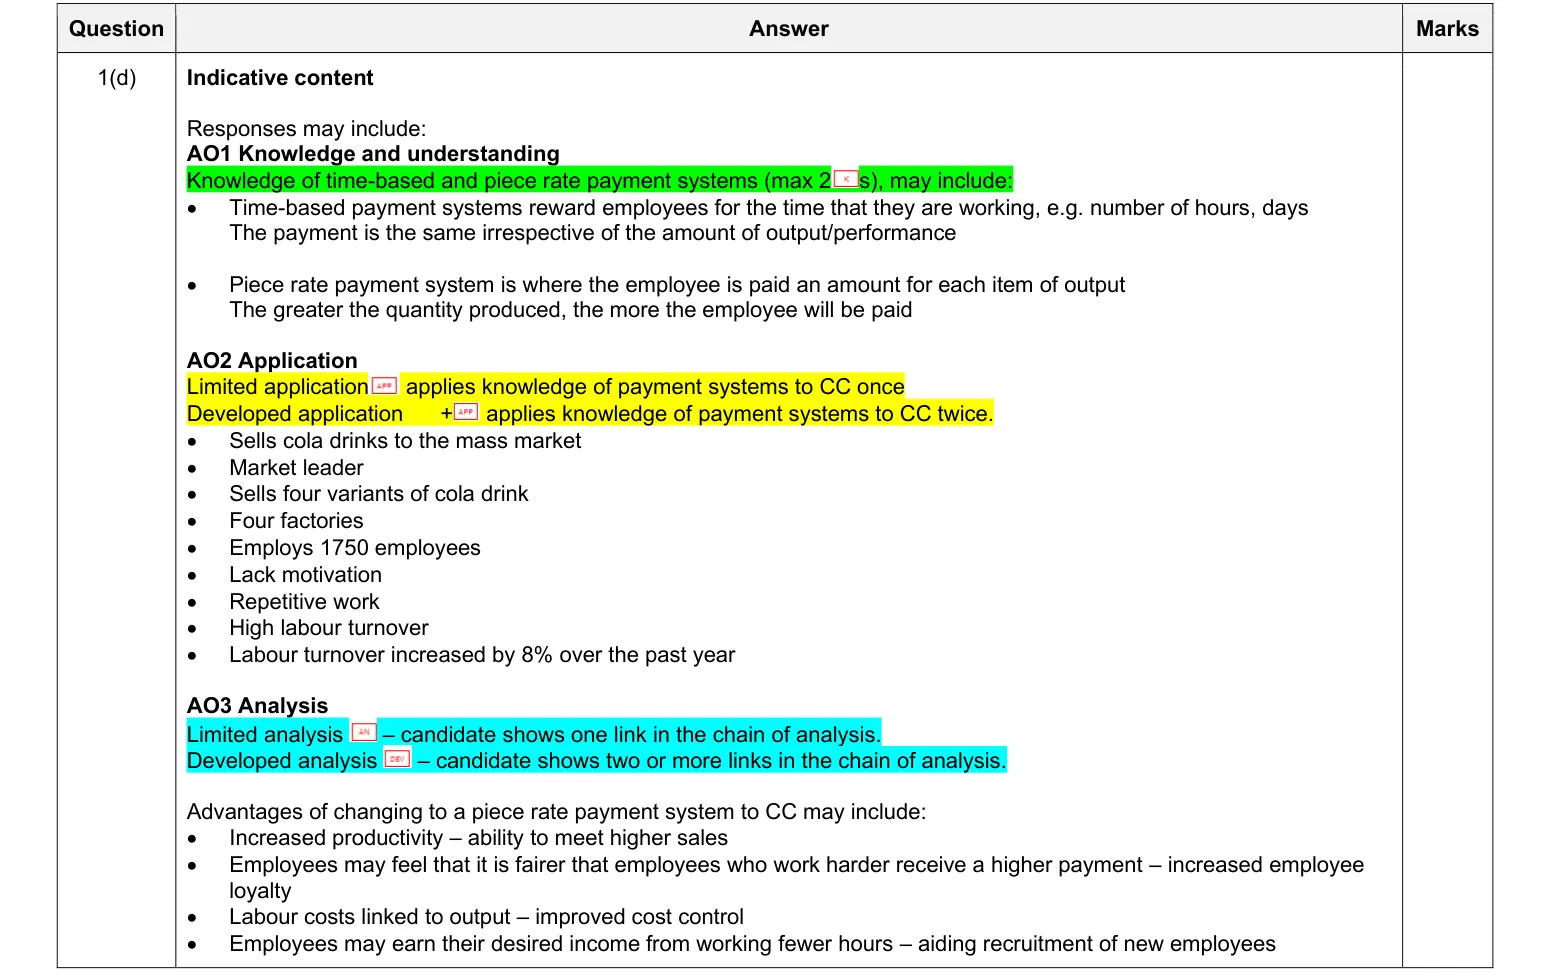 Question Answer Marks
1(d) Indicative content
Responses may include:
AO1 Knowledge and understanding
Knowledge of time-based and piece rate payment systems (max 2 K s), may include:
• Time-based payment systems reward employees for the time that they are working, e.g. number of hours, days
The payment is the same irrespective of the amount of output/performance
• Piece rate payment system is where the employee is paid an amount for each item of output
The greater the quantity produced, the more the employee will be paid
AO2 Application
Limited application APP applies knowledge of payment systems to CC once
Developed application +APP applies knowledge of payment systems to CC twice.
• Sells cola drinks to the mass market
• Market leader
• Sells four variants of cola drink
• Four factories
• Employs 1750 employees
• Lack motivation
• Repetitive work
• High labour turnover
• Labour turnover increased by 8% over the past year
AO3 Analysis
Limited analysis AN – candidate shows one link in the chain of analysis.
Developed analysis DEV – candidate shows two or more links in the chain of analysis.
Advantages of changing to a piece rate payment system to CC may include:
• Increased productivity – ability to meet higher sales
• Employees may feel that it is fairer that employees who work harder receive a higher payment – increased employee
loyalty
• Labour costs linked to output – improved cost control
• Employees may earn their desired income from working fewer hours – aiding recruitment of new employees